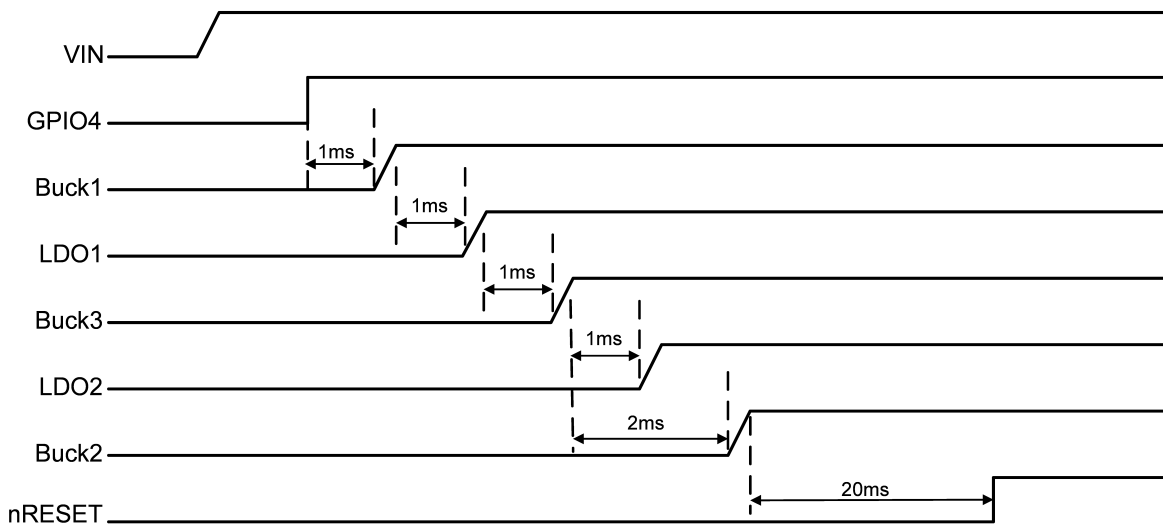 VIN
GPIO4
1ms
Buck1
1ms
LDO1
1ms
Buck3
1ms
LDO2
2ms
Buck2
20ms
nRESET